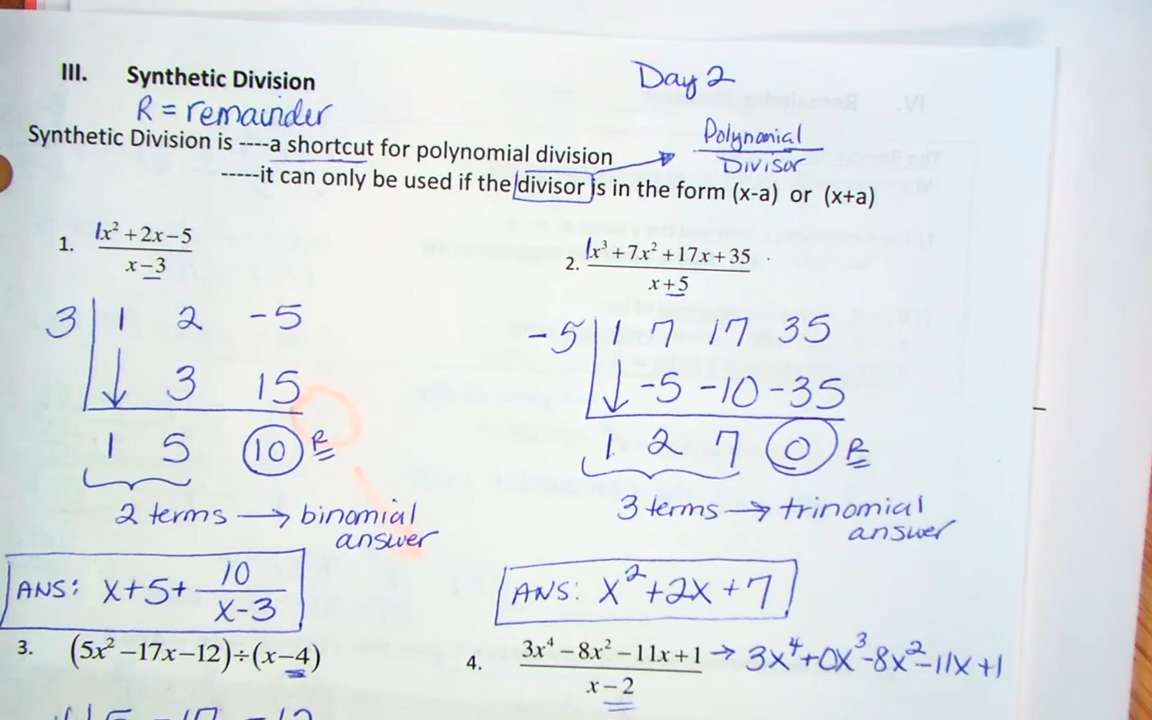 III. Synthetic Division
Day 2
R = remainder
Synthetic Division is ----a shortcut for polynomial division
Polynomial
Divisor
-----it can only be used if the divisor is in the form (x-a) or (x+a)
1. 1x² + 2x − 5
x − 3
2. 1x³ + 7x² + 17x + 35
x + 5
3 1 2 -5
↓ 3 15
1 5 10 R
2 terms → binomial
answer
ANS: x+5+ 10
x-3
-5 1 7 17 35
↓ -5 -10 -35
1 2 7 0 R
3 terms → trinomial
answer
ANS: x²+2x+7
3. (5x² −17x −12)÷(x−4)
4. 3x⁴ − 8x² − 11x + 1 → 3x⁴+0x³-8x²-11x+1
x − 2